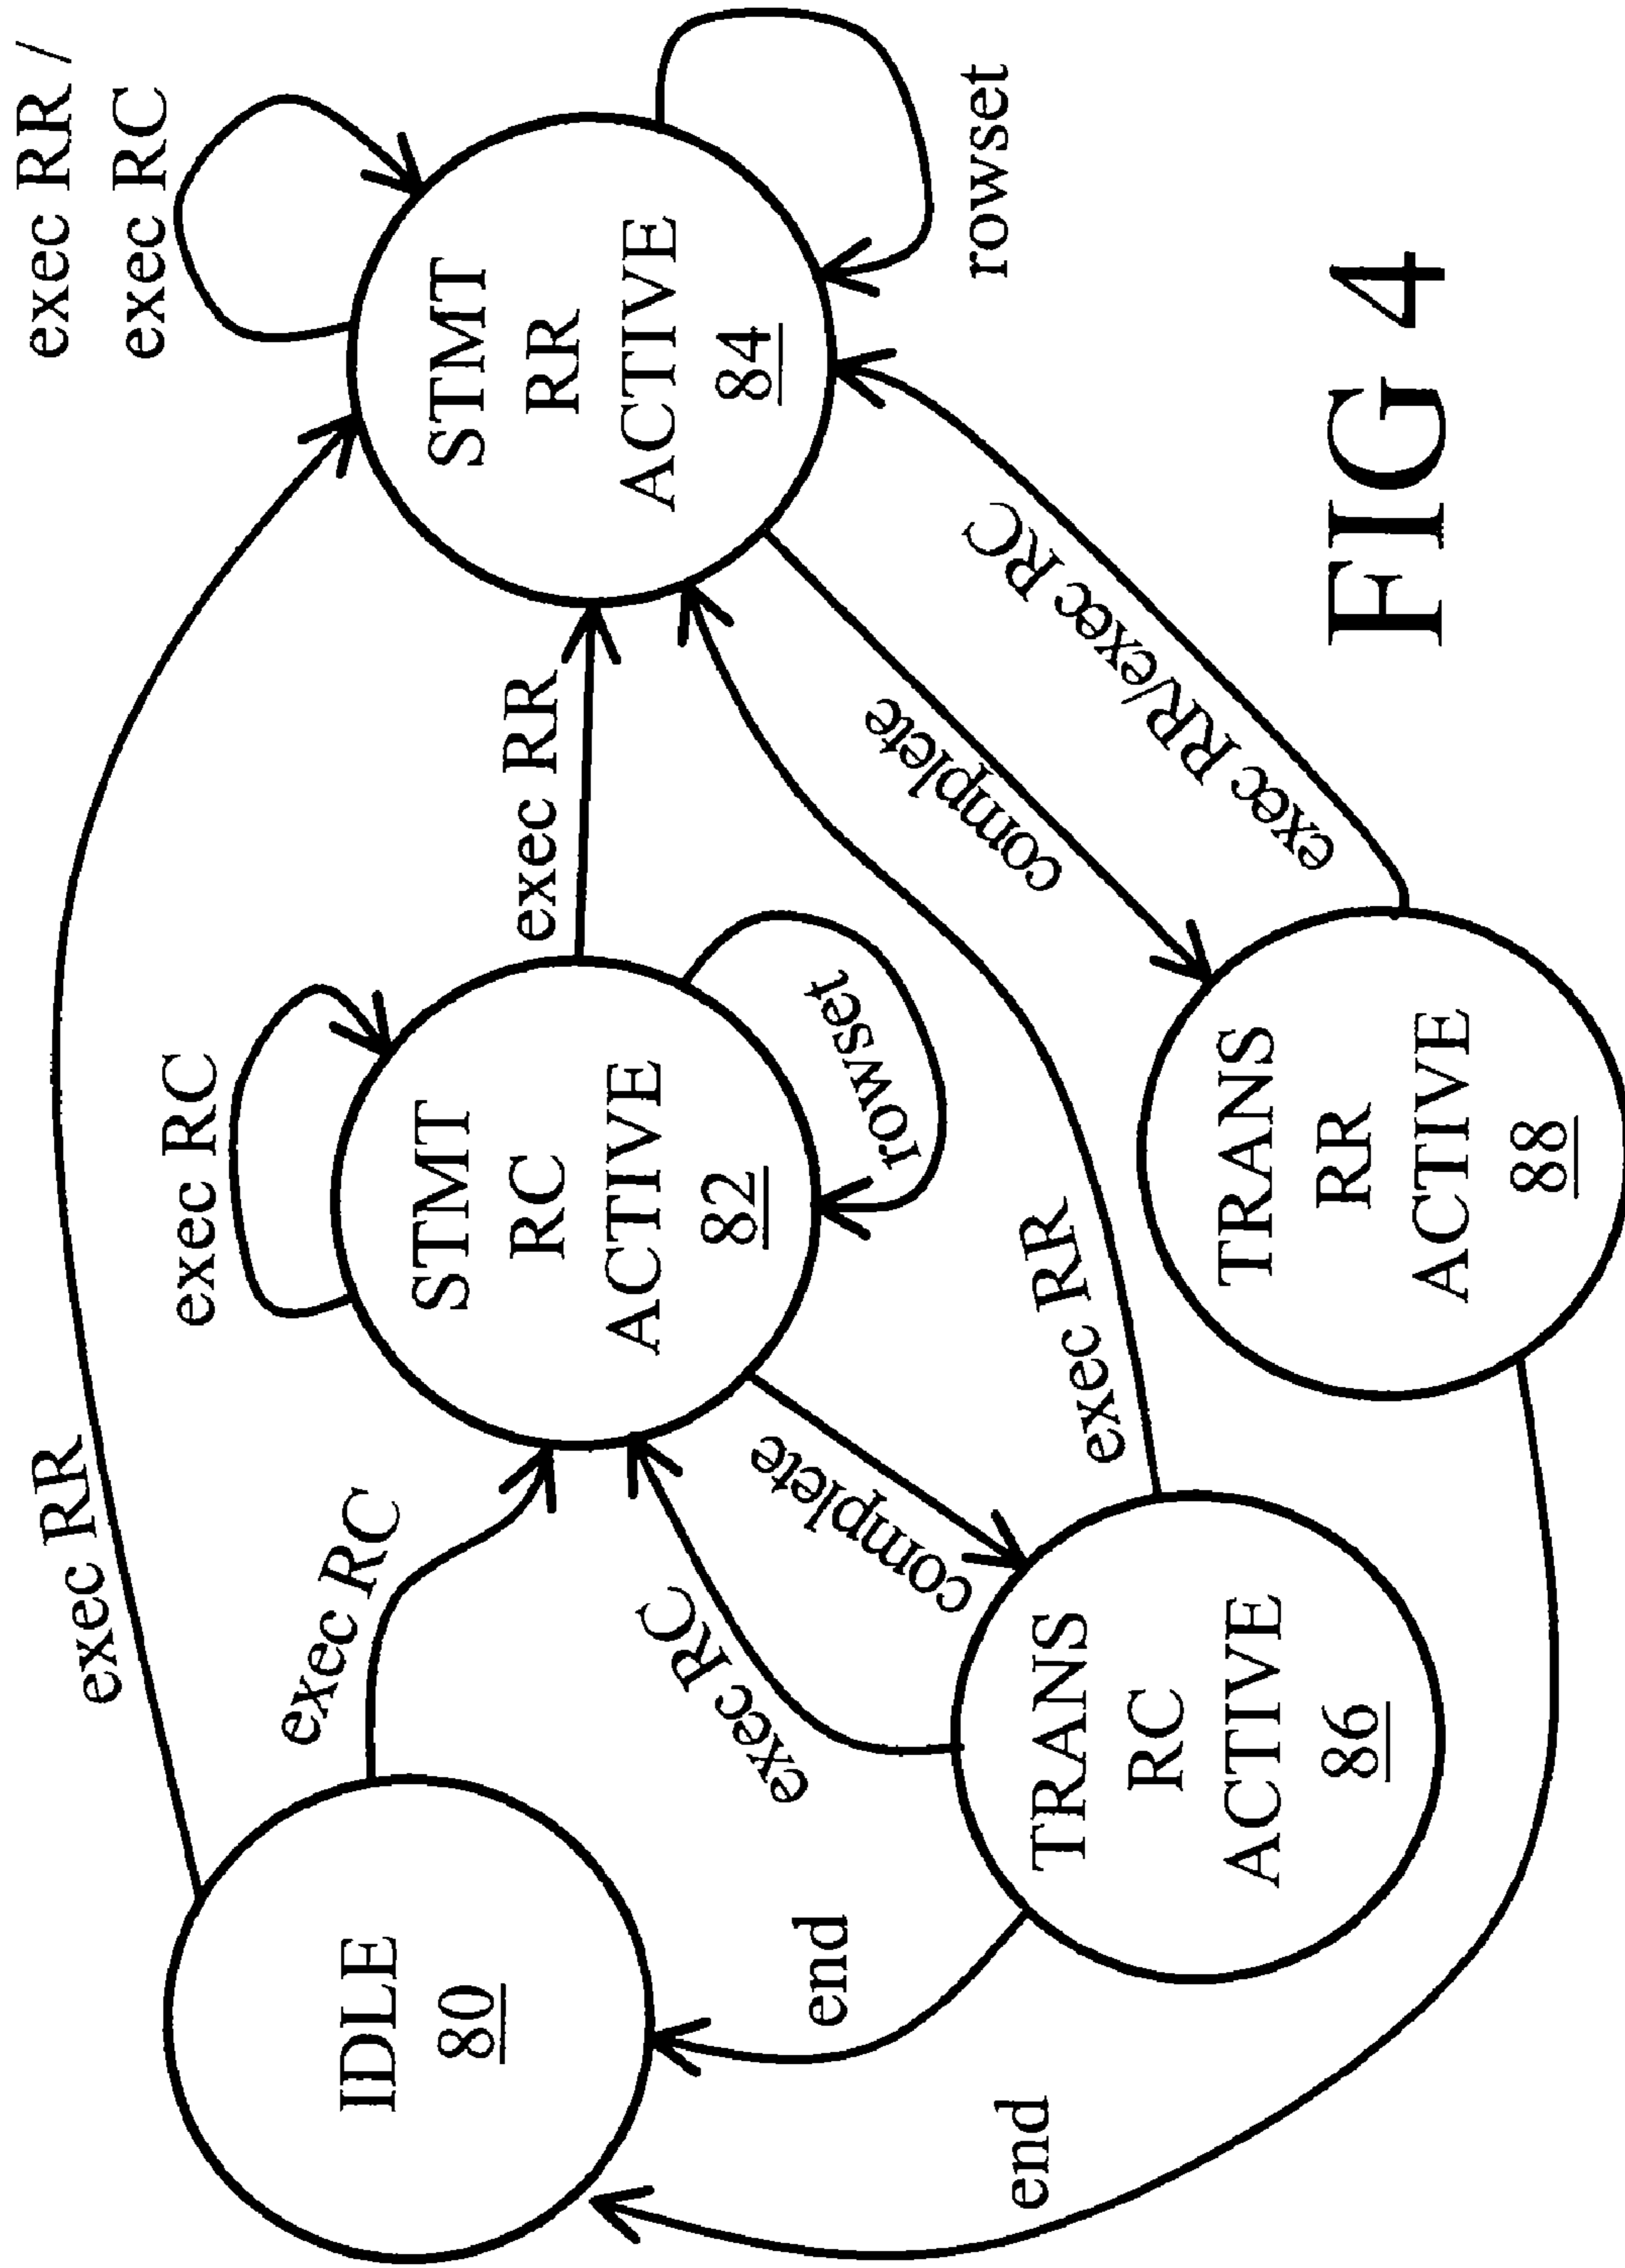 exec RR /
exec RC
exec RR
exec RC
exec RC
exec RR
STMT
RR
ACTIVE
84
rowset
IDLE
80
STMT
RC
ACTIVE
82
rowset
exec RC
complete
complete
exec RR/exec RC
end
TRANS
RC
ACTIVE
86
exec RR
TRANS
RR
ACTIVE
88
end
FIG 4